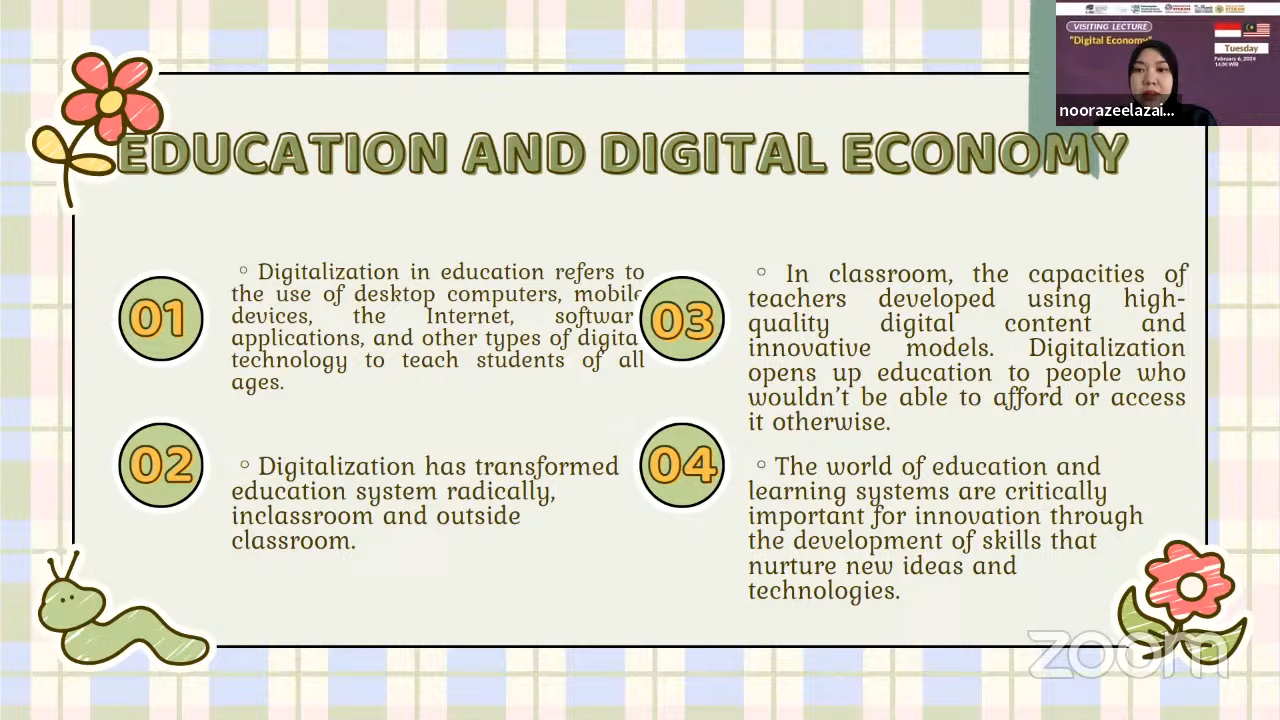 VISITING LECTURE
"Digital Economy"
Tuesday
February 6, 2024
14.00 WIB
noorazeelazai...
EDUCATION AND DIGITAL ECONOMY
01
◦ Digitalization in education refers to
the use of desktop computers, mobile
devices, the Internet, softwar
applications, and other types of digita
technology to teach students of all
ages.
02
◦ Digitalization has transformed
education system radically,
inclassroom and outside
classroom.
03
◦ In classroom, the capacities of
teachers developed using high-
quality digital content and
innovative models. Digitalization
opens up education to people who
wouldn't be able to afford or access
it otherwise.
04
◦ The world of education and
learning systems are critically
important for innovation through
the development of skills that
nurture new ideas and
technologies.
zoom